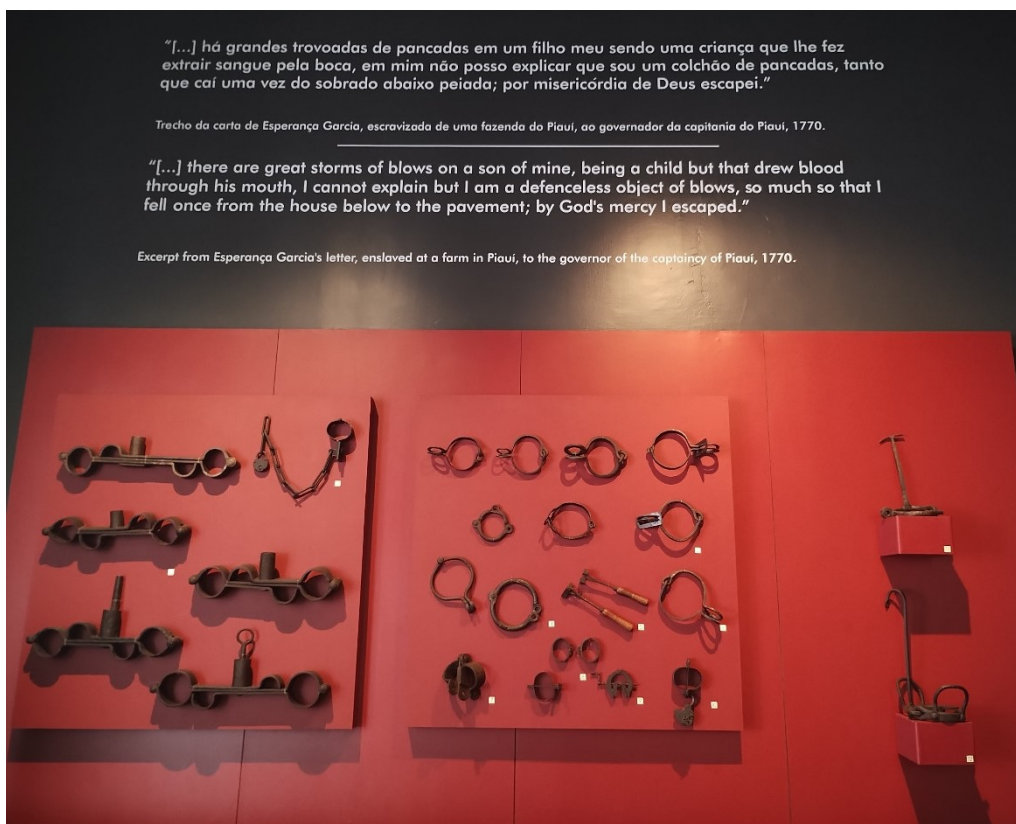 “[...] há grandes trovoadas de pancadas em um filho meu sendo uma criança que lhe fez
extrair sangue pela boca, em mim não posso explicar que sou um colchão de pancadas, tanto
que caí uma vez do sobrado abaixo peiada; por misericórdia de Deus escapei.”
Trecho da carta de Esperança Garcia, escravizada de uma fazenda do Piauí, ao governador da capitania do Piauí, 1770.
“[...] there are great storms of blows on a son of mine, being a child but that drew blood
through his mouth, I cannot explain but I am a defenceless object of blows, so much so that I
fell once from the house below to the pavement; by God's mercy I escaped.”
Excerpt from Esperança Garcia's letter, enslaved at a farm in Piauí, to the governor of the captaincy of Piauí, 1770.